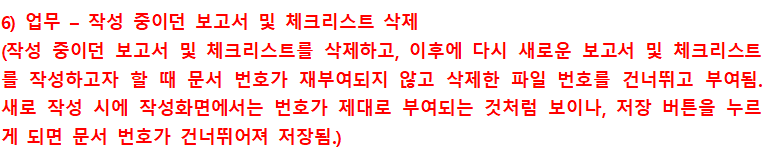 6) 업무 – 작성 중이던 보고서 및 체크리스트 삭제
(작성 중이던 보고서 및 체크리스트를 삭제하고, 이후에 다시 새로운 보고서 및 체크리스트
를 작성하고자 할 때 문서 번호가 재부여되지 않고 삭제한 파일 번호를 건너뛰고 부여됨.
새로 작성 시에 작성화면에서는 번호가 제대로 부여되는 것처럼 보이나, 저장 버튼을 누르
게 되면 문서 번호가 건너뛰어져 저장됨.)